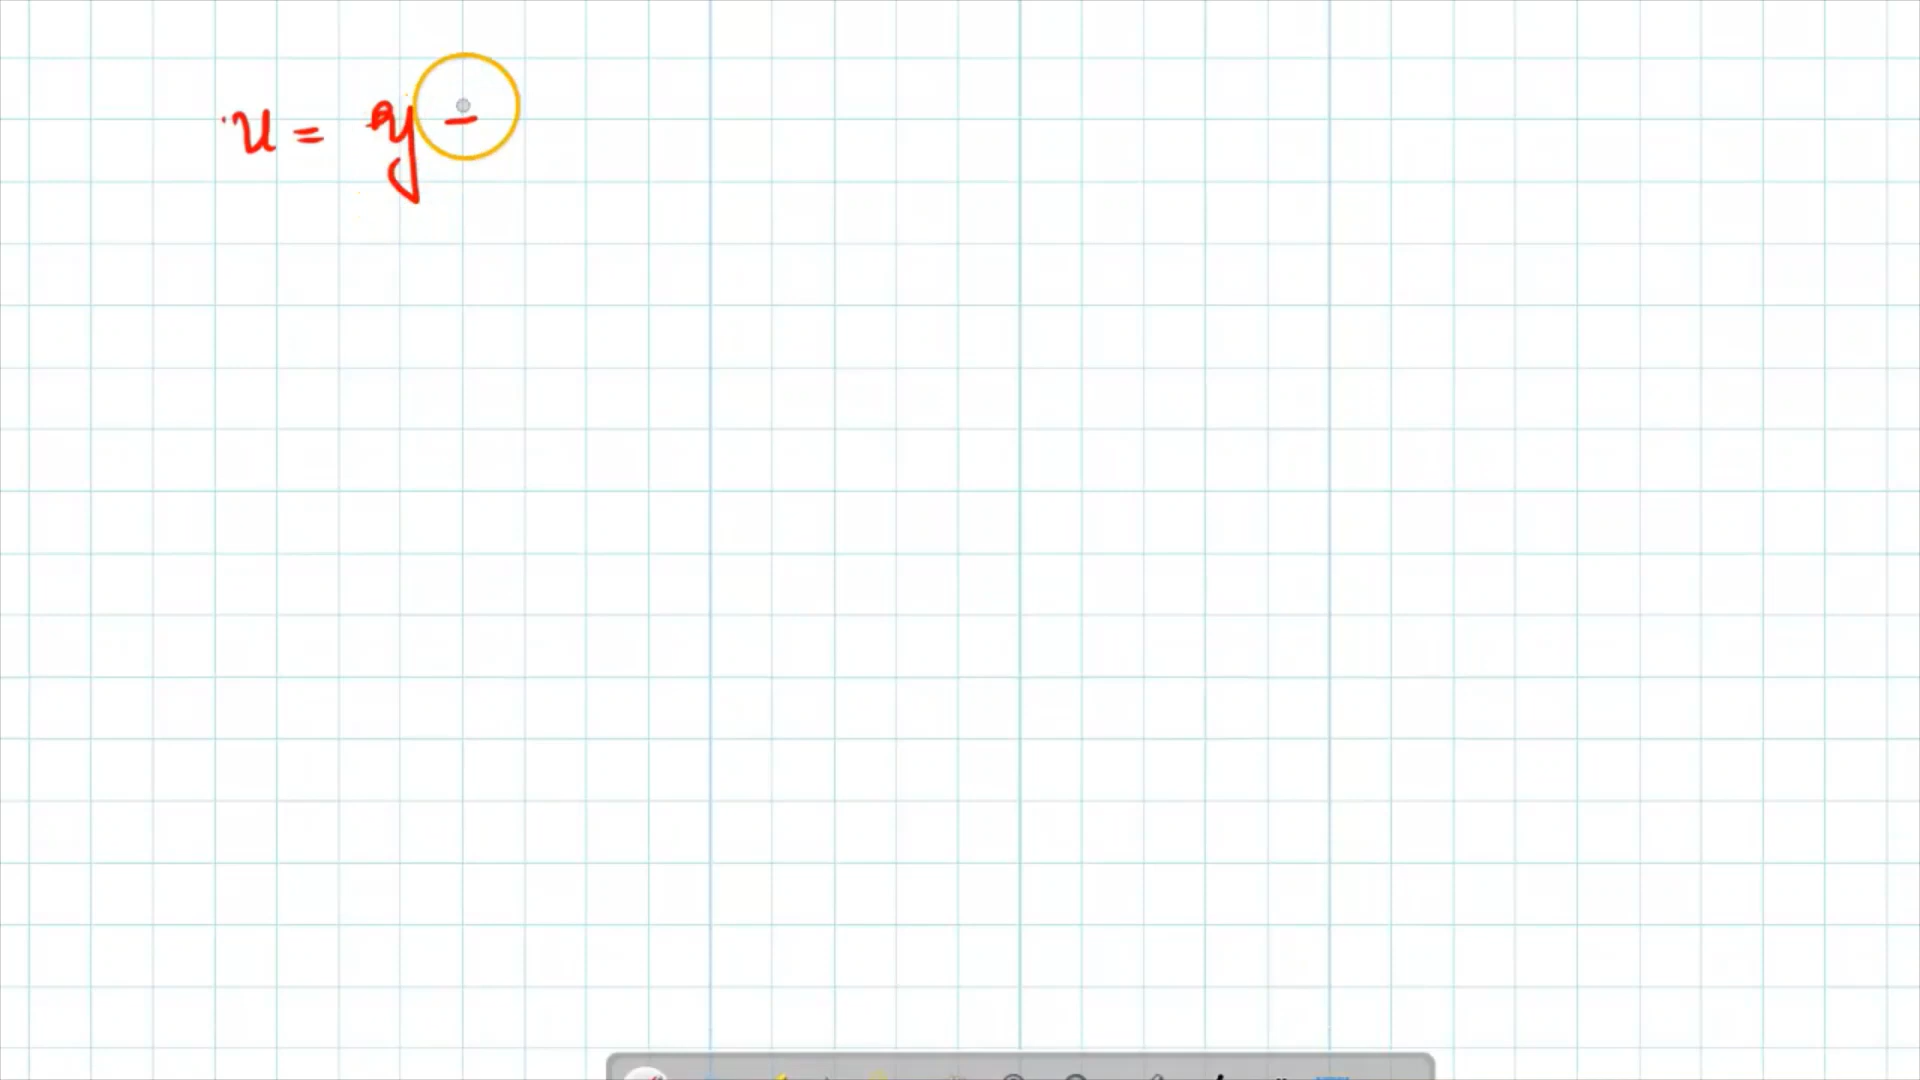 u = y -